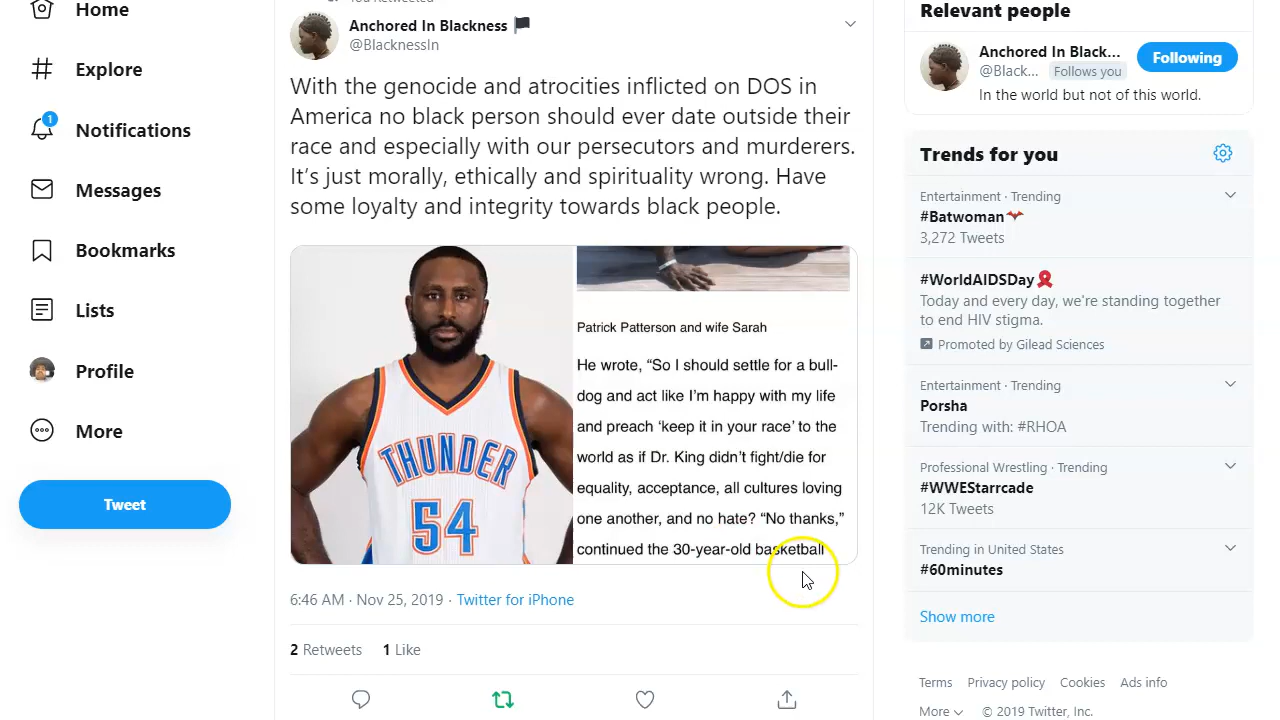 Home
Explore
1
Notifications
Messages
Bookmarks
Lists
Profile
More
Tweet
Anchored In Blackness
@BlacknessIn
With the genocide and atrocities inflicted on DOS in
America no black person should ever date outside their
race and especially with our persecutors and murderers.
It's just morally, ethically and spirituality wrong. Have
some loyalty and integrity towards black people.
THUNDER
54
Patrick Patterson and wife Sarah
He wrote, “So I should settle for a bull-
dog and act like I'm happy with my life
and preach ‘keep it in your race’ to the
world as if Dr. King didn't fight/die for
equality, acceptance, all cultures loving
one another, and no hate? “No thanks,”
continued the 30-year-old basketball
6:46 AM · Nov 25, 2019 · Twitter for iPhone
2 Retweets 1 Like
Relevant people
Anchored In Black...
@Black... Follows you
Following
In the world but not of this world.
Trends for you
Entertainment · Trending
#Batwoman
3,272 Tweets
#WorldAIDSDay
Today and every day, we're standing together
to end HIV stigma.
Promoted by Gilead Sciences
Entertainment · Trending
Porsha
Trending with: #RHOA
Professional Wrestling · Trending
#WWEStarrcade
12K Tweets
Trending in United States
#60minutes
Show more
Terms Privacy policy Cookies Ads info
More © 2019 Twitter, Inc.